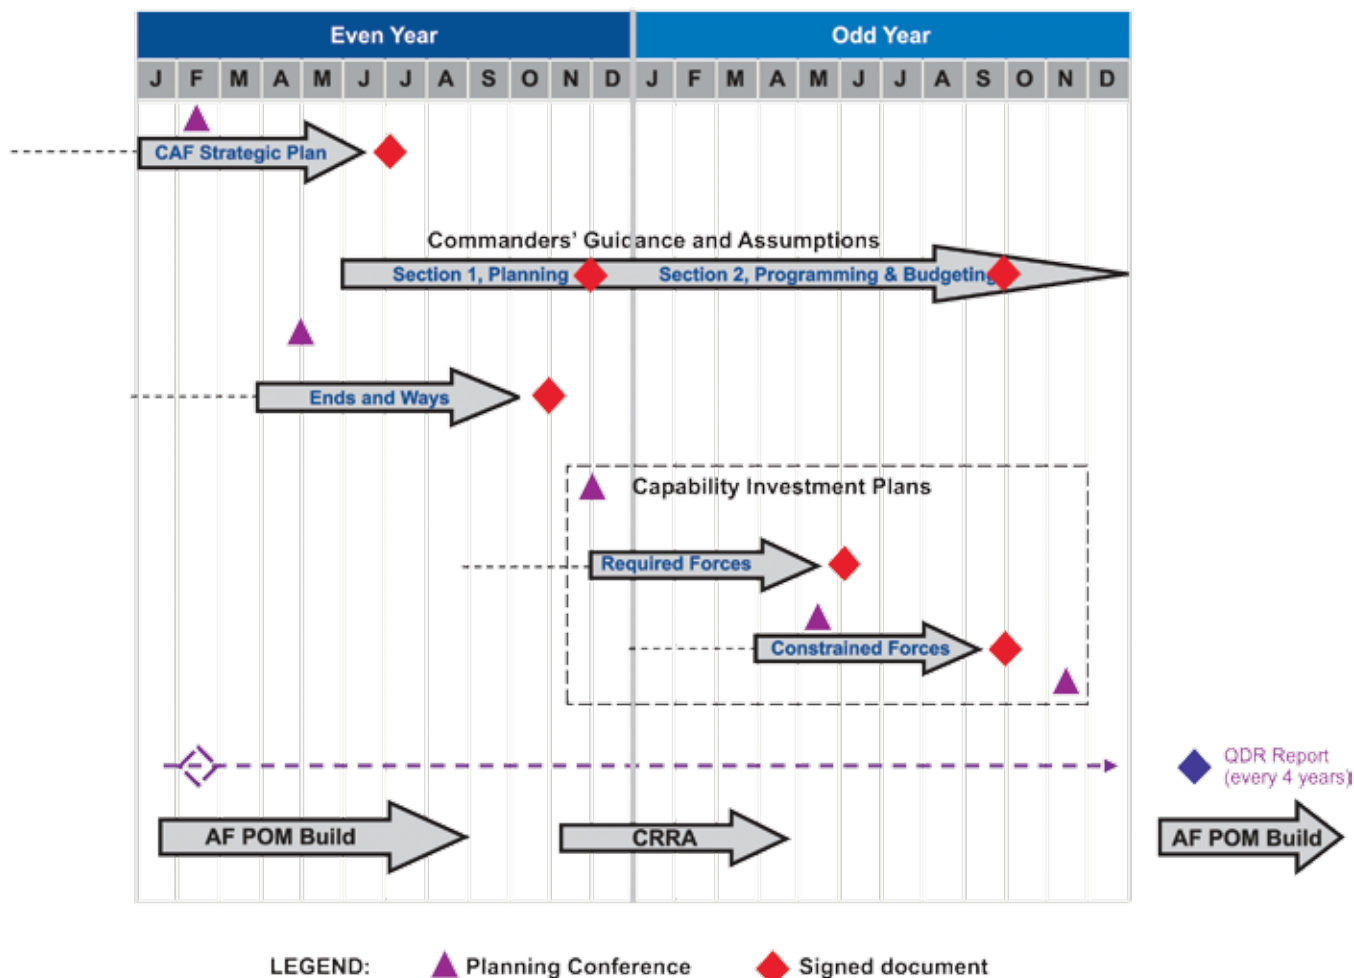 Even Year Odd Year
J F M A M J J A S O N D J F M A M J J A S O N D
CAF Strategic Plan
Commanders' Guidance and Assumptions
Section 1, Planning Section 2, Programming & Budgeting
Ends and Ways
Capability Investment Plans
Required Forces
Constrained Forces
QDR Report
(every 4 years)
AF POM Build CRRA AF POM Build
LEGEND: Planning Conference Signed document